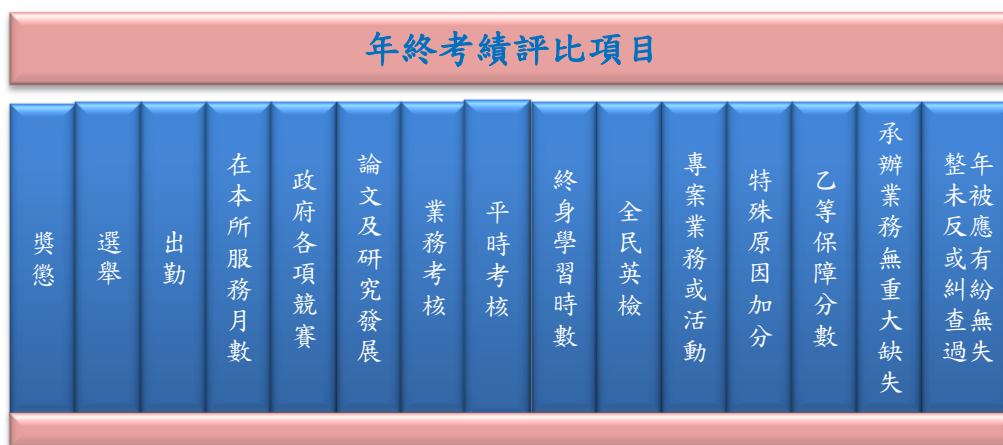 年終考績評比項目
獎懲
選舉
出勤
在本所服務月數
政府各項競賽
論文及研究發展
業務考核
平時考核
終身學習時數
全民英檢
專案業務或活動
特殊原因加分
乙等保障分數
承辦業務無重大缺失
整年未被反應或有糾紛查無過失